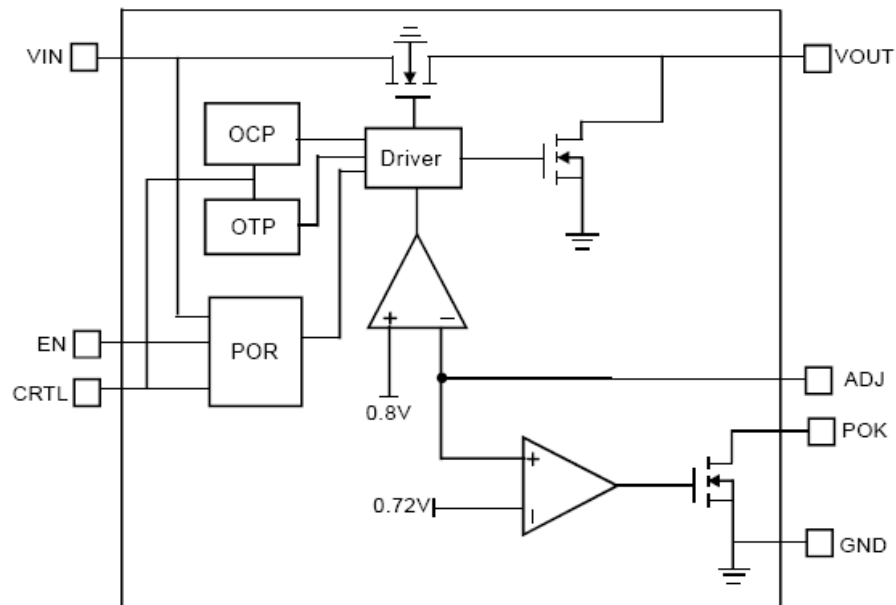 VIN
VOUT
OCP
Driver
OTP
EN
POR
CRTL
+ −
0.8V
ADJ
POK
+
0.72V
−
GND